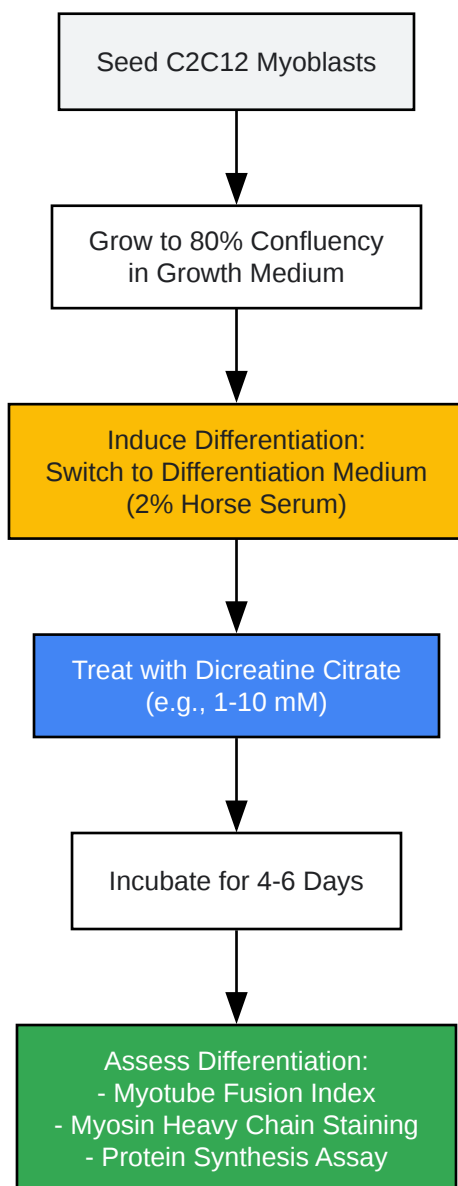 Seed C2C12 Myoblasts
Grow to 80% Confluency
in Growth Medium
Induce Differentiation:
Switch to Differentiation Medium
(2% Horse Serum)
Treat with Dicreatine Citrate
(e.g., 1-10 mM)
Incubate for 4-6 Days
Assess Differentiation:
- Myotube Fusion Index
- Myosin Heavy Chain Staining
- Protein Synthesis Assay